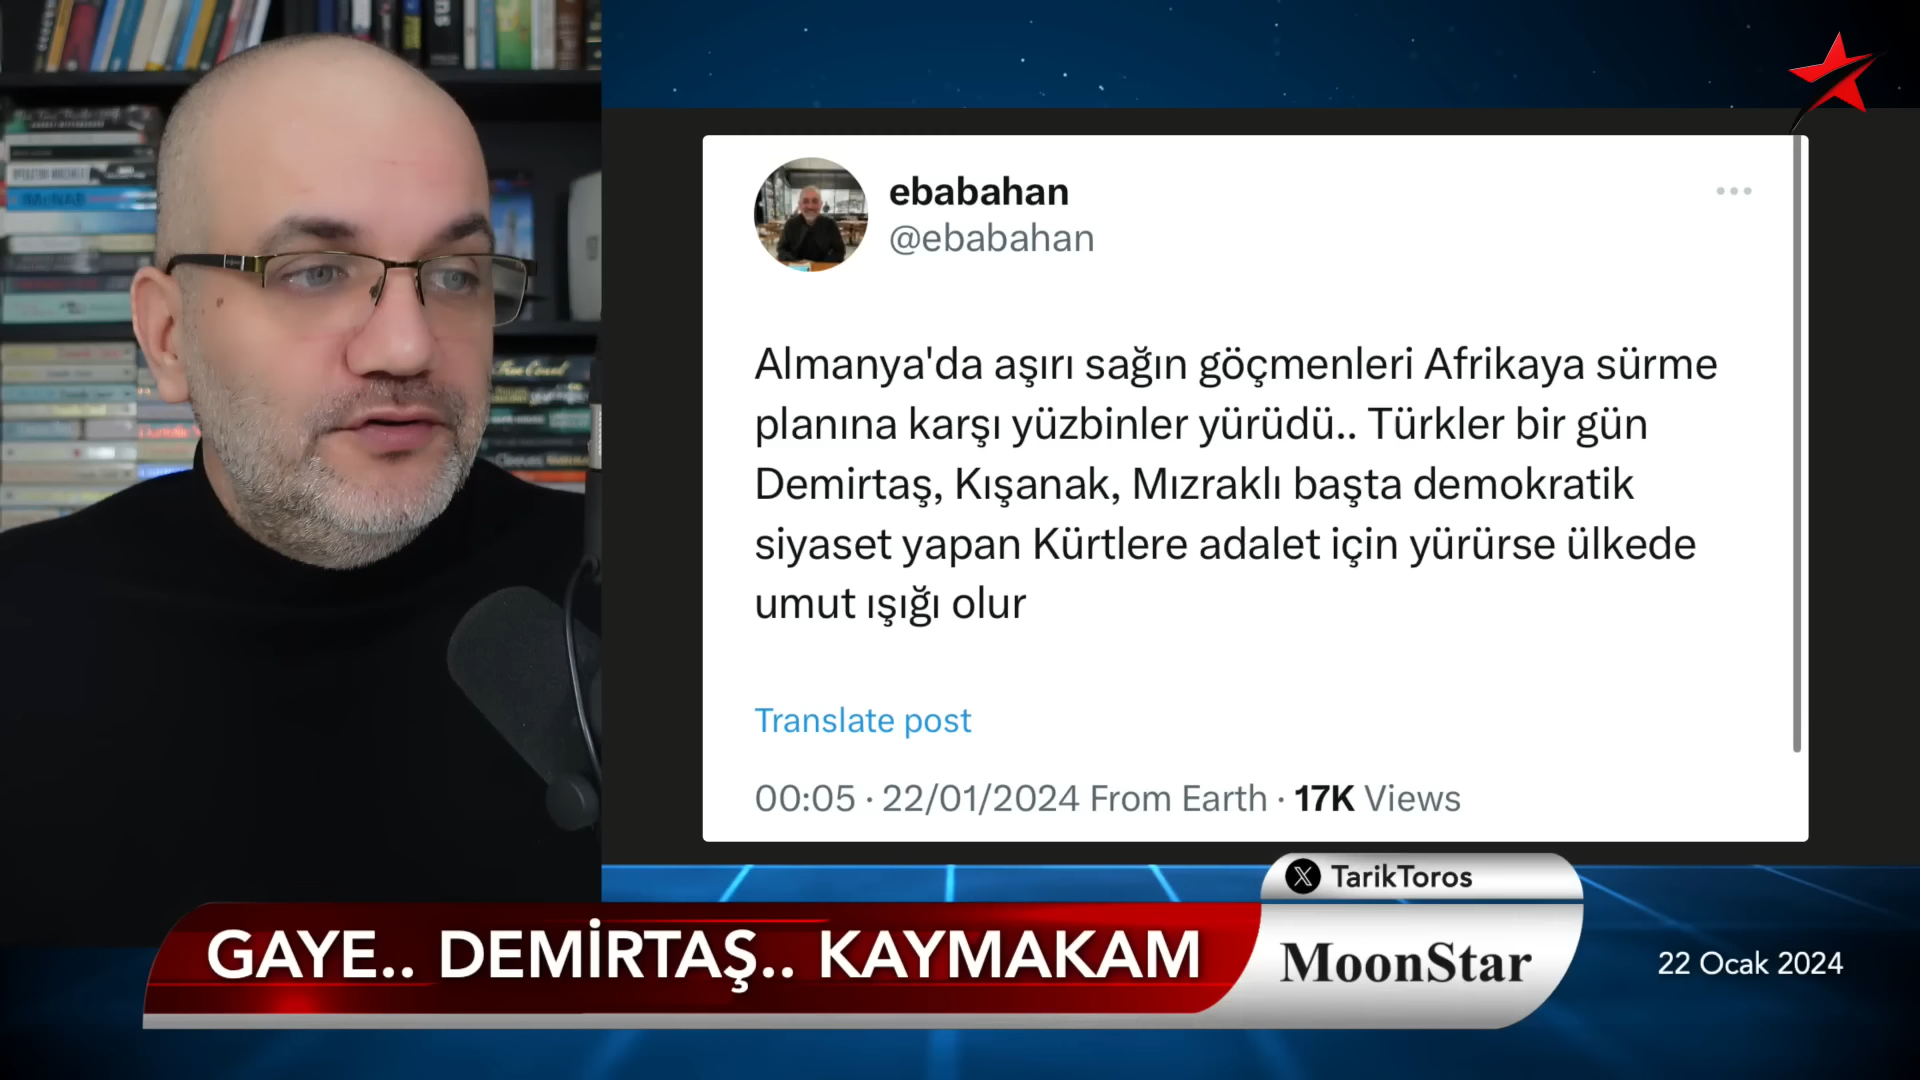 ebabahan
@ebabahan
Almanya'da aşırı sağın göçmenleri Afrikaya sürme
planına karşı yüzbinler yürüdü.. Türkler bir gün
Demirtaş, Kışanak, Mızraklı başta demokratik
siyaset yapan Kürtlere adalet için yürürse ülkede
umut ışığı olur
Translate post
00:05 · 22/01/2024 From Earth · 17K Views
TarikToros
GAYE.. DEMİRTAŞ.. KAYMAKAM
MoonStar
22 Ocak 2024